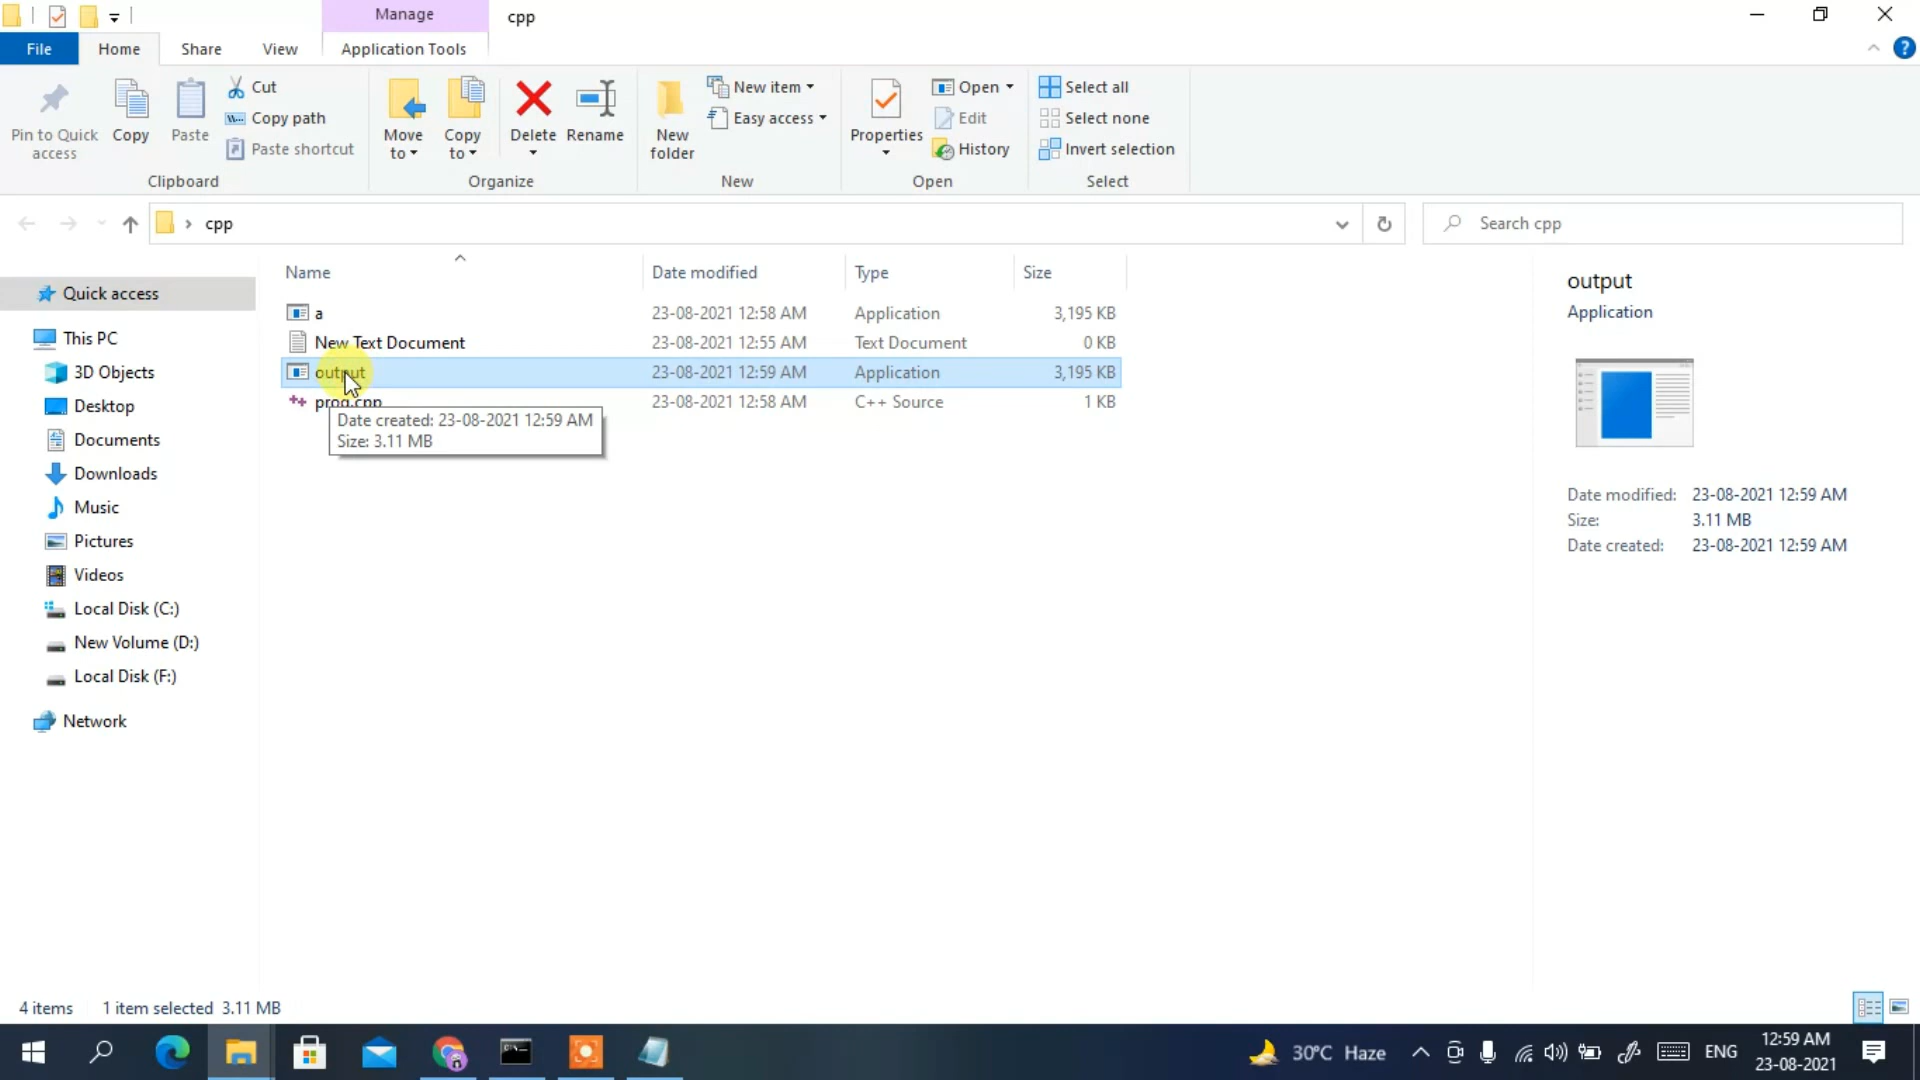 Manage
cpp
File
Home
Share
View
Application Tools
Pin to Quick access
Copy
Paste
Cut
Copy path
Paste shortcut
Clipboard
Move to
Copy to
Delete
Rename
Organize
New folder
New item
Easy access
New
Properties
Open
Edit
History
Open
Select all
Select none
Invert selection
Select
cpp
Search cpp
Name
Date modified
Type
Size
a 23-08-2021 12:58 AM Application 3,195 KB
New Text Document 23-08-2021 12:55 AM Text Document 0 KB
output 23-08-2021 12:59 AM Application 3,195 KB
prog.cpp 23-08-2021 12:58 AM C++ Source 1 KB
Date created: 23-08-2021 12:59 AM
Size: 3.11 MB
Quick access
This PC
3D Objects
Desktop
Documents
Downloads
Music
Pictures
Videos
Local Disk (C:)
New Volume (D:)
Local Disk (F:)
Network
output
Application
Date modified: 23-08-2021 12:59 AM
Size: 3.11 MB
Date created: 23-08-2021 12:59 AM
4 items 1 item selected 3.11 MB
30°C Haze
ENG
12:59 AM
23-08-2021